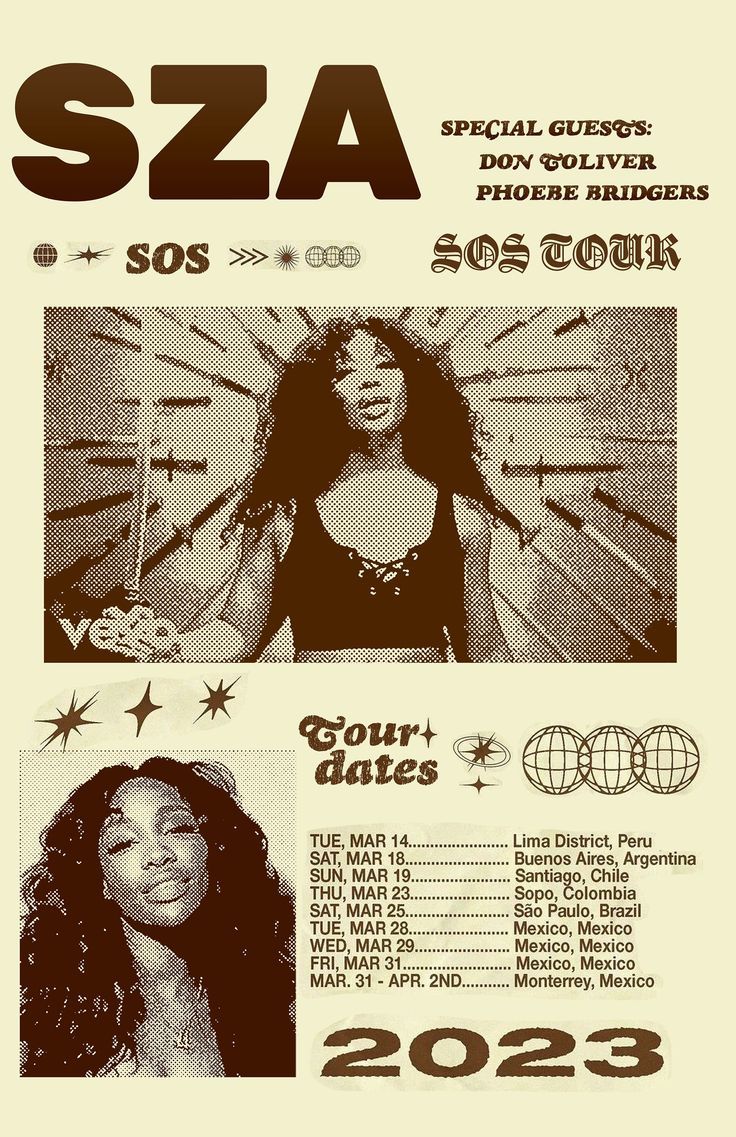 SZA
SPECIAL GUESTS:
DON TOLIVER
PHOEBE BRIDGERS
SOS >>>
SOS TOUR
vevo
Tour
dates
TUE, MAR 14....................... Lima District, Peru
SAT, MAR 18........................ Buenos Aires, Argentina
SUN, MAR 19....................... Santiago, Chile
THU, MAR 23....................... Sopo, Colombia
SAT, MAR 25........................ São Paulo, Brazil
TUE, MAR 28....................... Mexico, Mexico
WED, MAR 29...................... Mexico, Mexico
FRI, MAR 31......................... Mexico, Mexico
MAR. 31 - APR. 2ND........... Monterrey, Mexico
2023